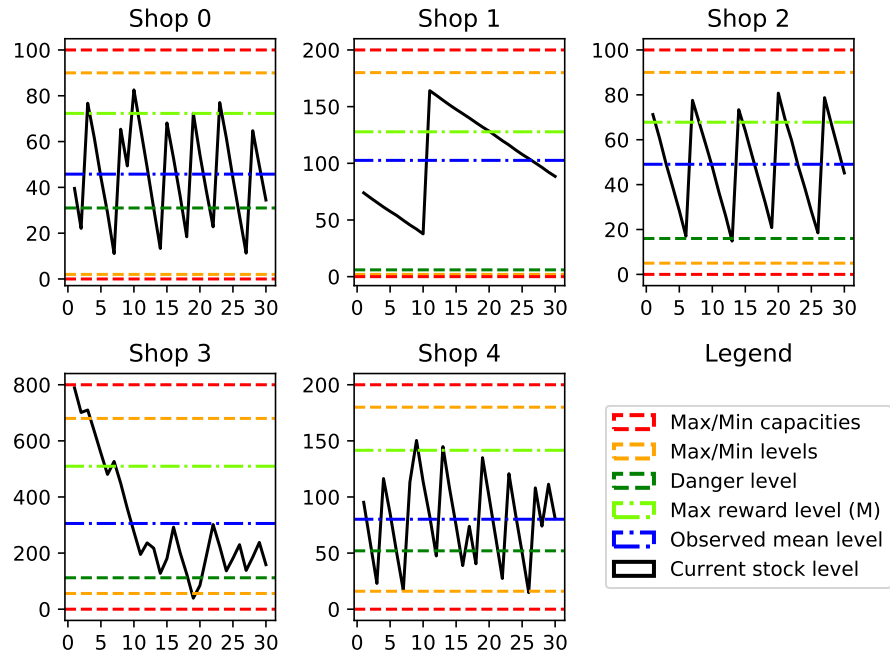 Shop 0
Shop 1
Shop 2
100
80
60
40
20
0
0 5 10 15 20 25 30
200
150
100
50
0
0 5 10 15 20 25 30
100
80
60
40
20
0
0 5 10 15 20 25 30
Shop 3
Shop 4
Legend
800
600
400
200
0
0 5 10 15 20 25 30
200
150
100
50
0
0 5 10 15 20 25 30
Max/Min capacities
Max/Min levels
Danger level
Max reward level (M)
Observed mean level
Current stock level